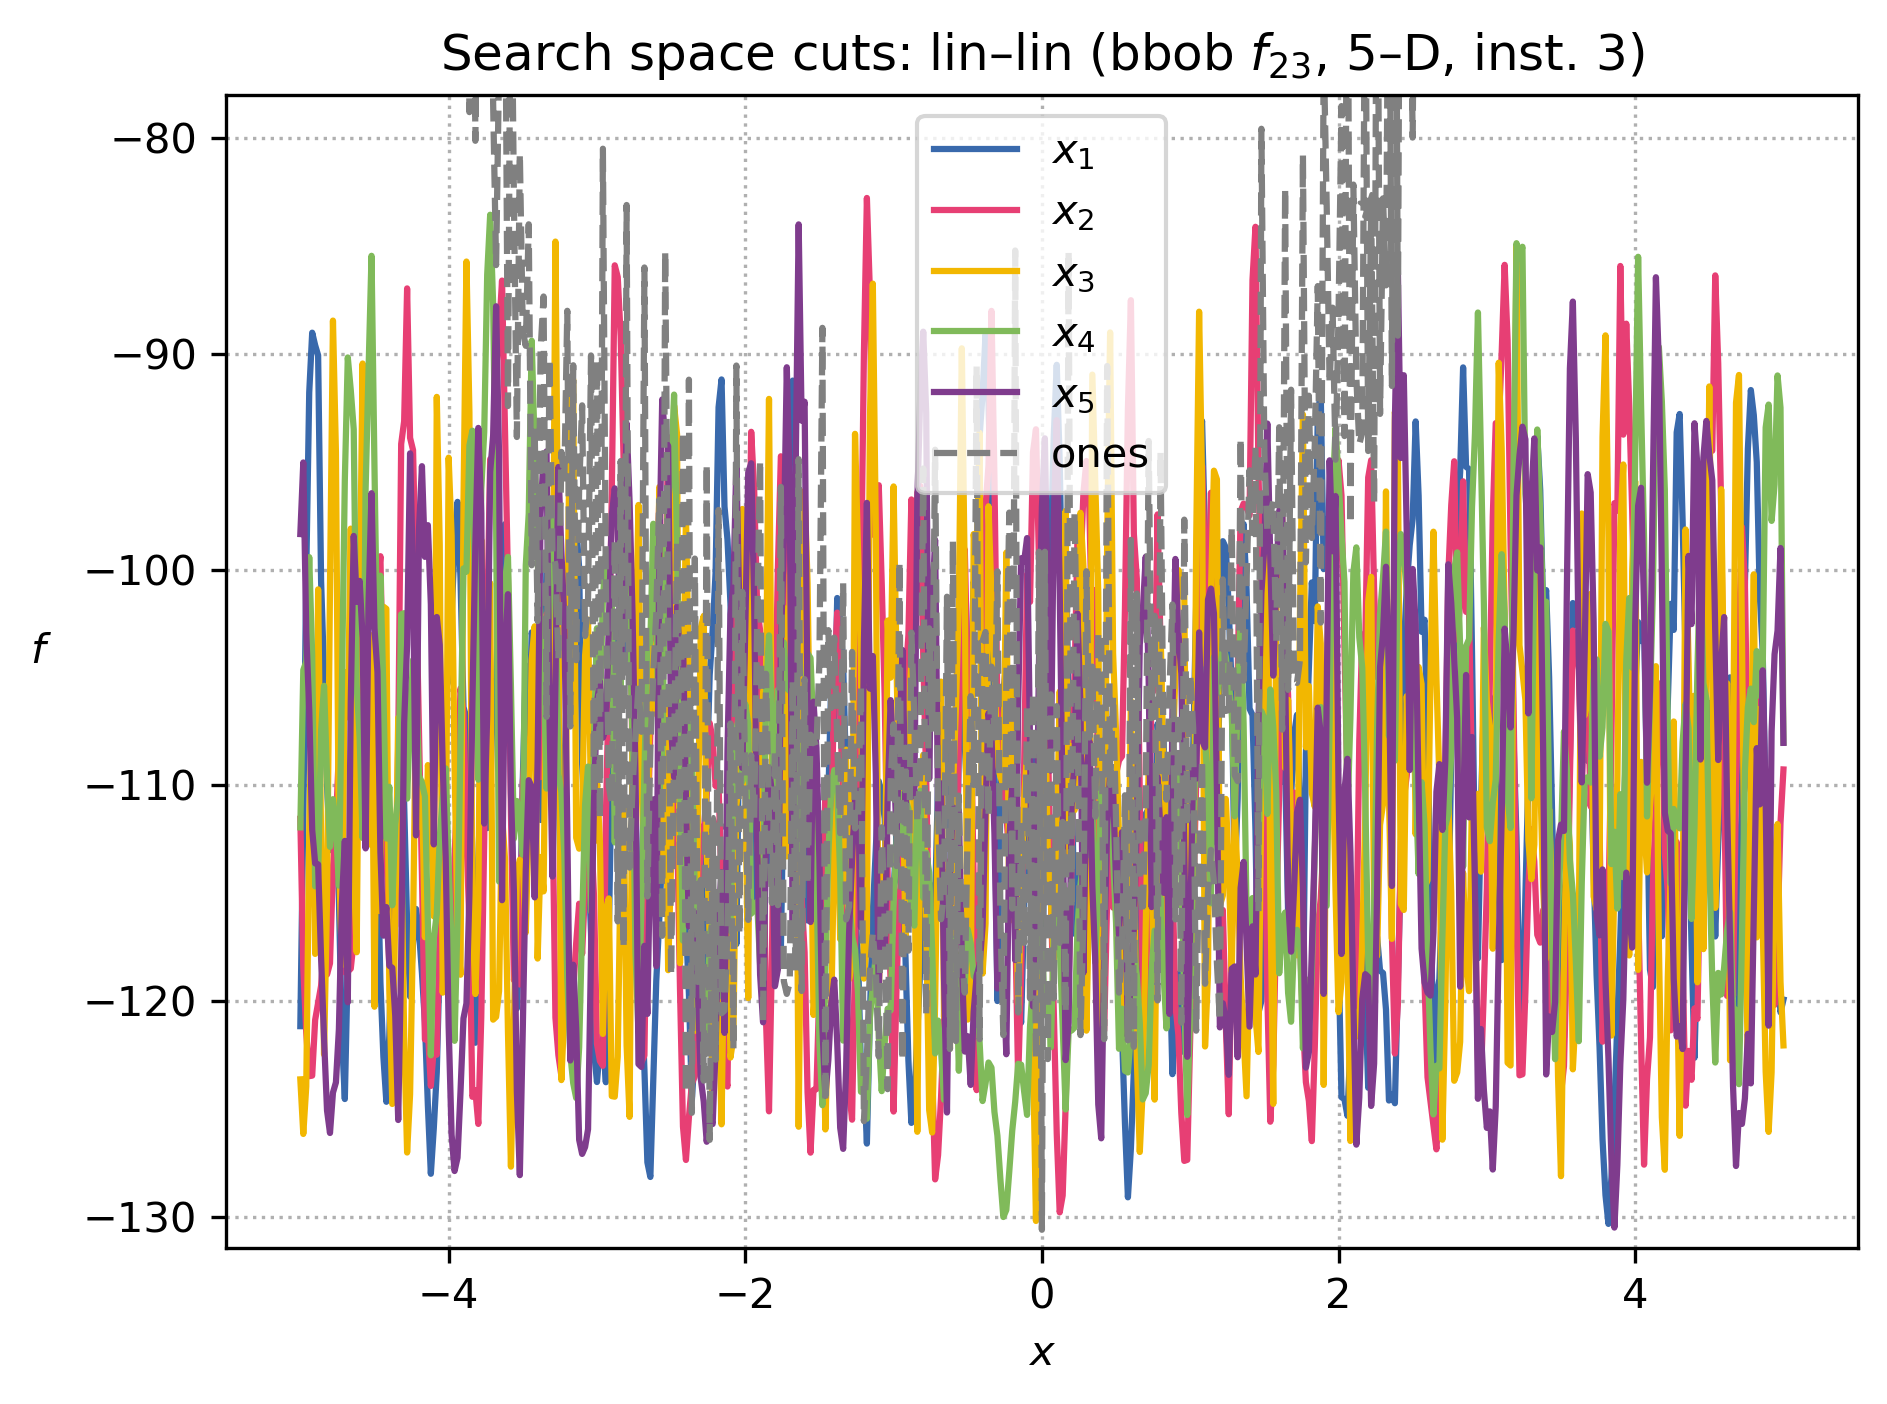 Search space cuts: lin–lin (bbob f₂₃, 5–D, inst. 3)
−80
−90
−100
−110
−120
−130
f
x₁
x₂
x₃
x₄
x₅
ones
−4
−2
0
2
4
x